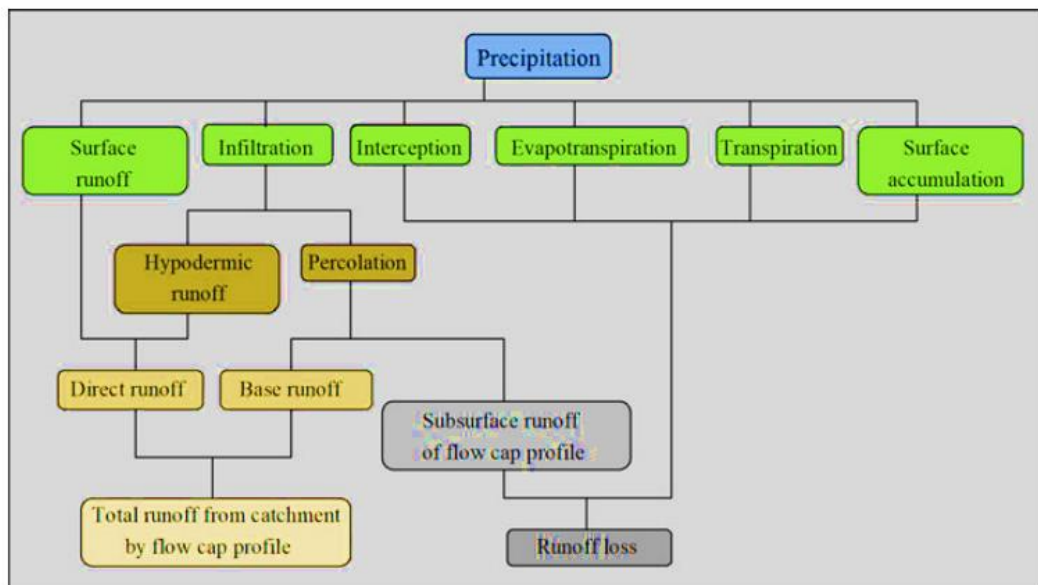 Precipitation
Surface
runoff
Infiltration
Interception
Evapotranspiration
Transpiration
Surface
accumulation
Hypodermic
runoff
Percolation
Direct runoff
Base runoff
Subsurface runoff
of flow cap profile
Total runoff from catchment
by flow cap profile
Runoff loss